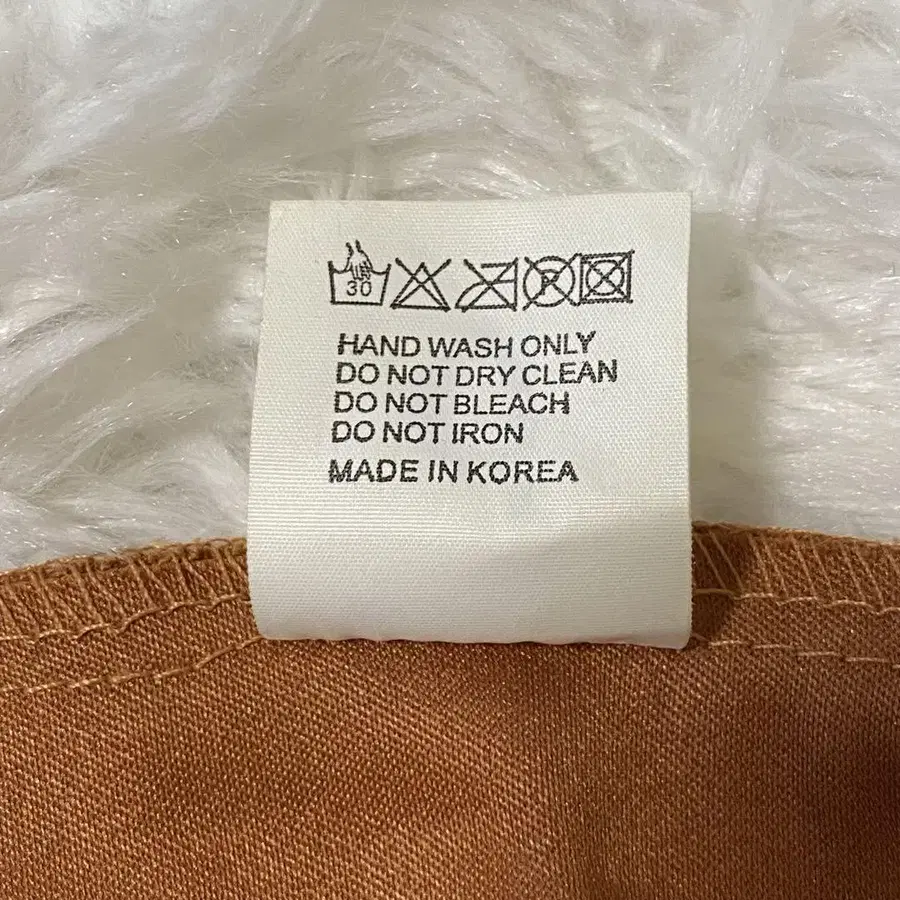 30 P
HAND WASH ONLY
DO NOT DRY CLEAN
DO NOT BLEACH
DO NOT IRON
MADE IN KOREA